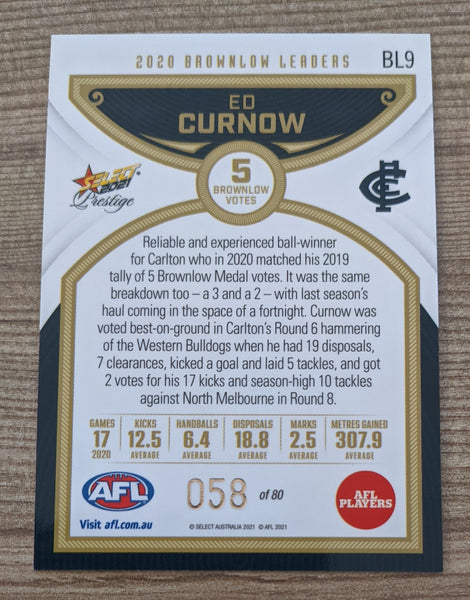 2020 BROWNLOW LEADERS
BL9
ED
CURNOW
SELECT
2021
Prestige
5
BROWNLOW
VOTES
CFC
Reliable and experienced ball-winner
for Carlton who in 2020 matched his 2019
tally of 5 Brownlow Medal votes. It was the same
breakdown too – a 3 and a 2 – with last season's
haul coming in the space of a fortnight. Curnow was
voted best-on-ground in Carlton's Round 6 hammering
of the Western Bulldogs when he had 19 disposals,
7 clearances, kicked a goal and laid 5 tackles, and got
2 votes for his 17 kicks and season-high 10 tackles
against North Melbourne in Round 8.
GAMES KICKS HANDBALLS DISPOSALS MARKS METRES GAINED
17 12.5 6.4 18.8 2.5 307.9
2020 AVERAGE AVERAGE AVERAGE AVERAGE AVERAGE
AFL
Visit afl.com.au
058 of 80
AFL
PLAYERS
© SELECT AUSTRALIA 2021 © AFL 2021